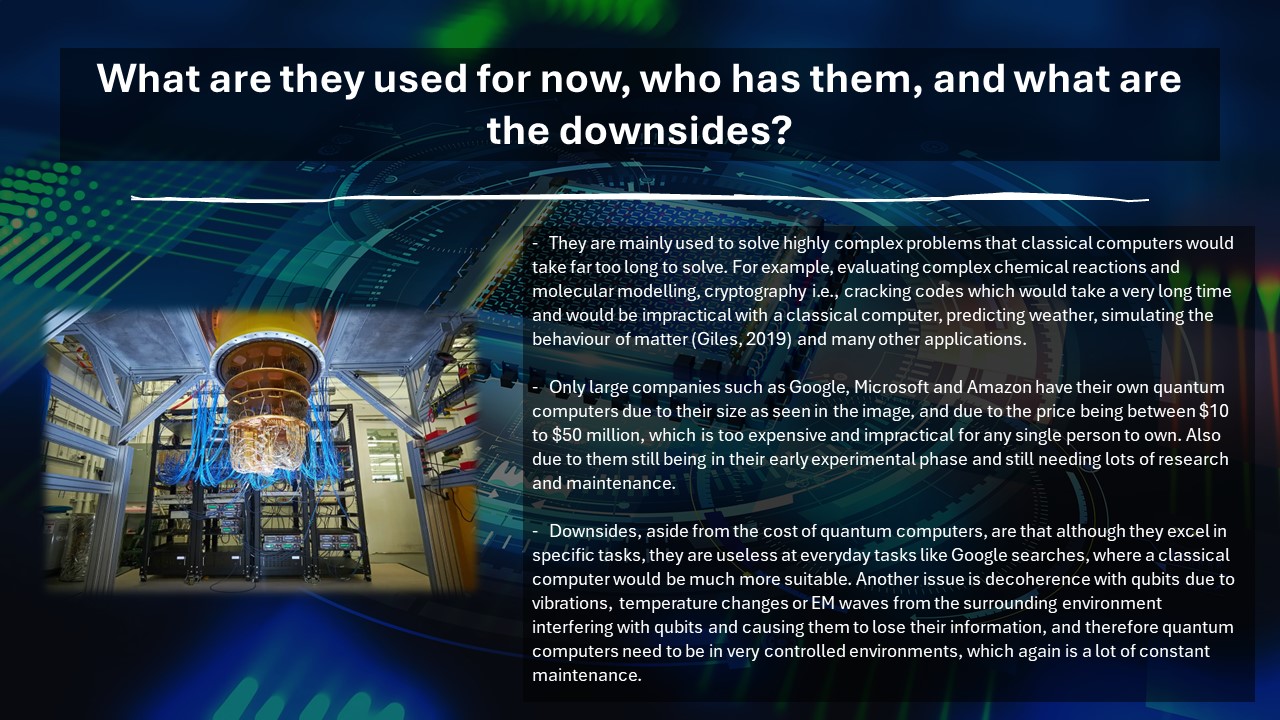 What are they used for now, who has them, and what are
the downsides?
- They are mainly used to solve highly complex problems that classical computers would
take far too long to solve. For example, evaluating complex chemical reactions and
molecular modelling, cryptography i.e., cracking codes which would take a very long time
and would be impractical with a classical computer, predicting weather, simulating the
behaviour of matter (Giles, 2019) and many other applications.
- Only large companies such as Google, Microsoft and Amazon have their own quantum
computers due to their size as seen in the image, and due to the price being between $10
to $50 million, which is too expensive and impractical for any single person to own. Also
due to them still being in their early experimental phase and still needing lots of research
and maintenance.
- Downsides, aside from the cost of quantum computers, are that although they excel in
specific tasks, they are useless at everyday tasks like Google searches, where a classical
computer would be much more suitable. Another issue is decoherence with qubits due to
vibrations, temperature changes or EM waves from the surrounding environment
interfering with qubits and causing them to lose their information, and therefore quantum
computers need to be in very controlled environments, which again is a lot of constant
maintenance.